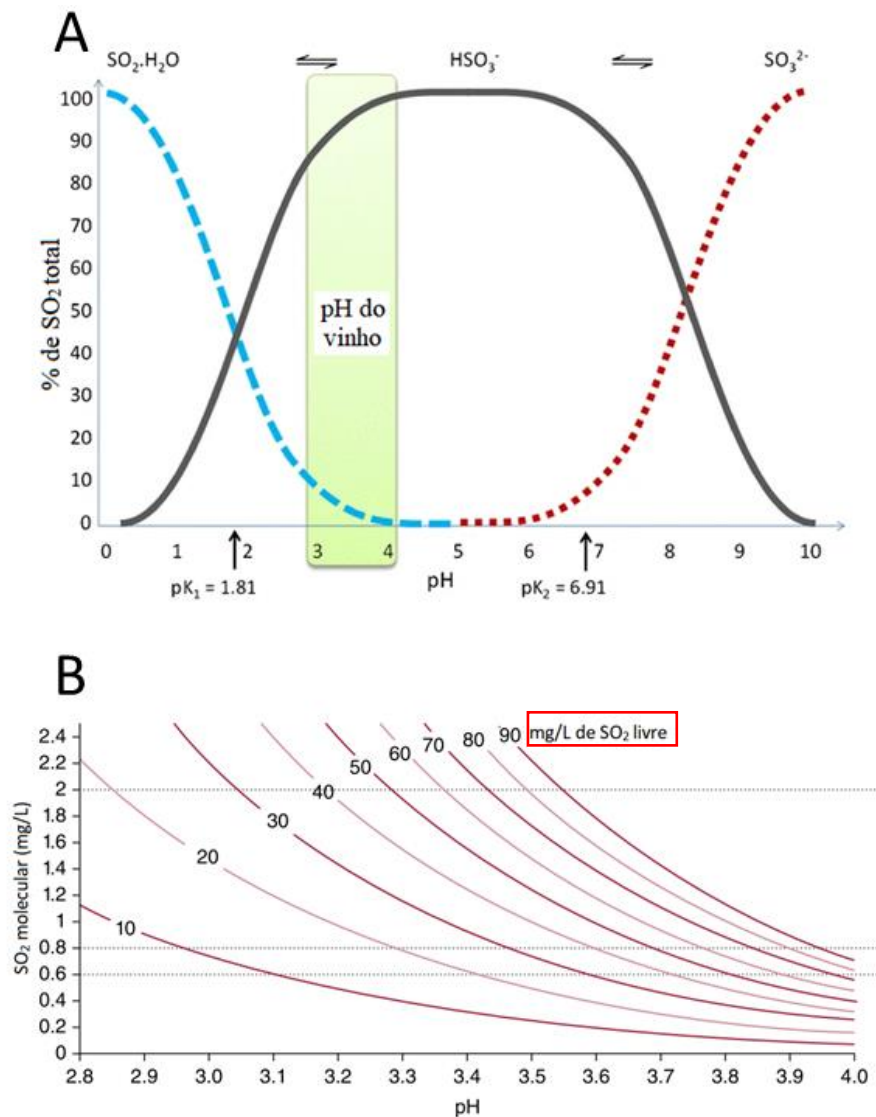 A
SO₂.H₂O ⇌ HSO₃⁻ ⇌ SO₃²⁻
% de SO₂ total
100
90
80
70
60
50
40
30
20
10
0
pH do
vinho
0 1 2 3 4 5 6 7 8 9 10
pK₁ = 1.81 pH pK₂ = 6.91
B
SO₂ molecular (mg/L)
2.4
2.2
2
1.8
1.6
1.4
1.2
1
0.8
0.6
0.4
0.2
0
10 20 30 40 50 60 70 80 90 mg/L de SO₂ livre
2.8 2.9 3.0 3.1 3.2 3.3 3.4 3.5 3.6 3.7 3.8 3.9 4.0
pH